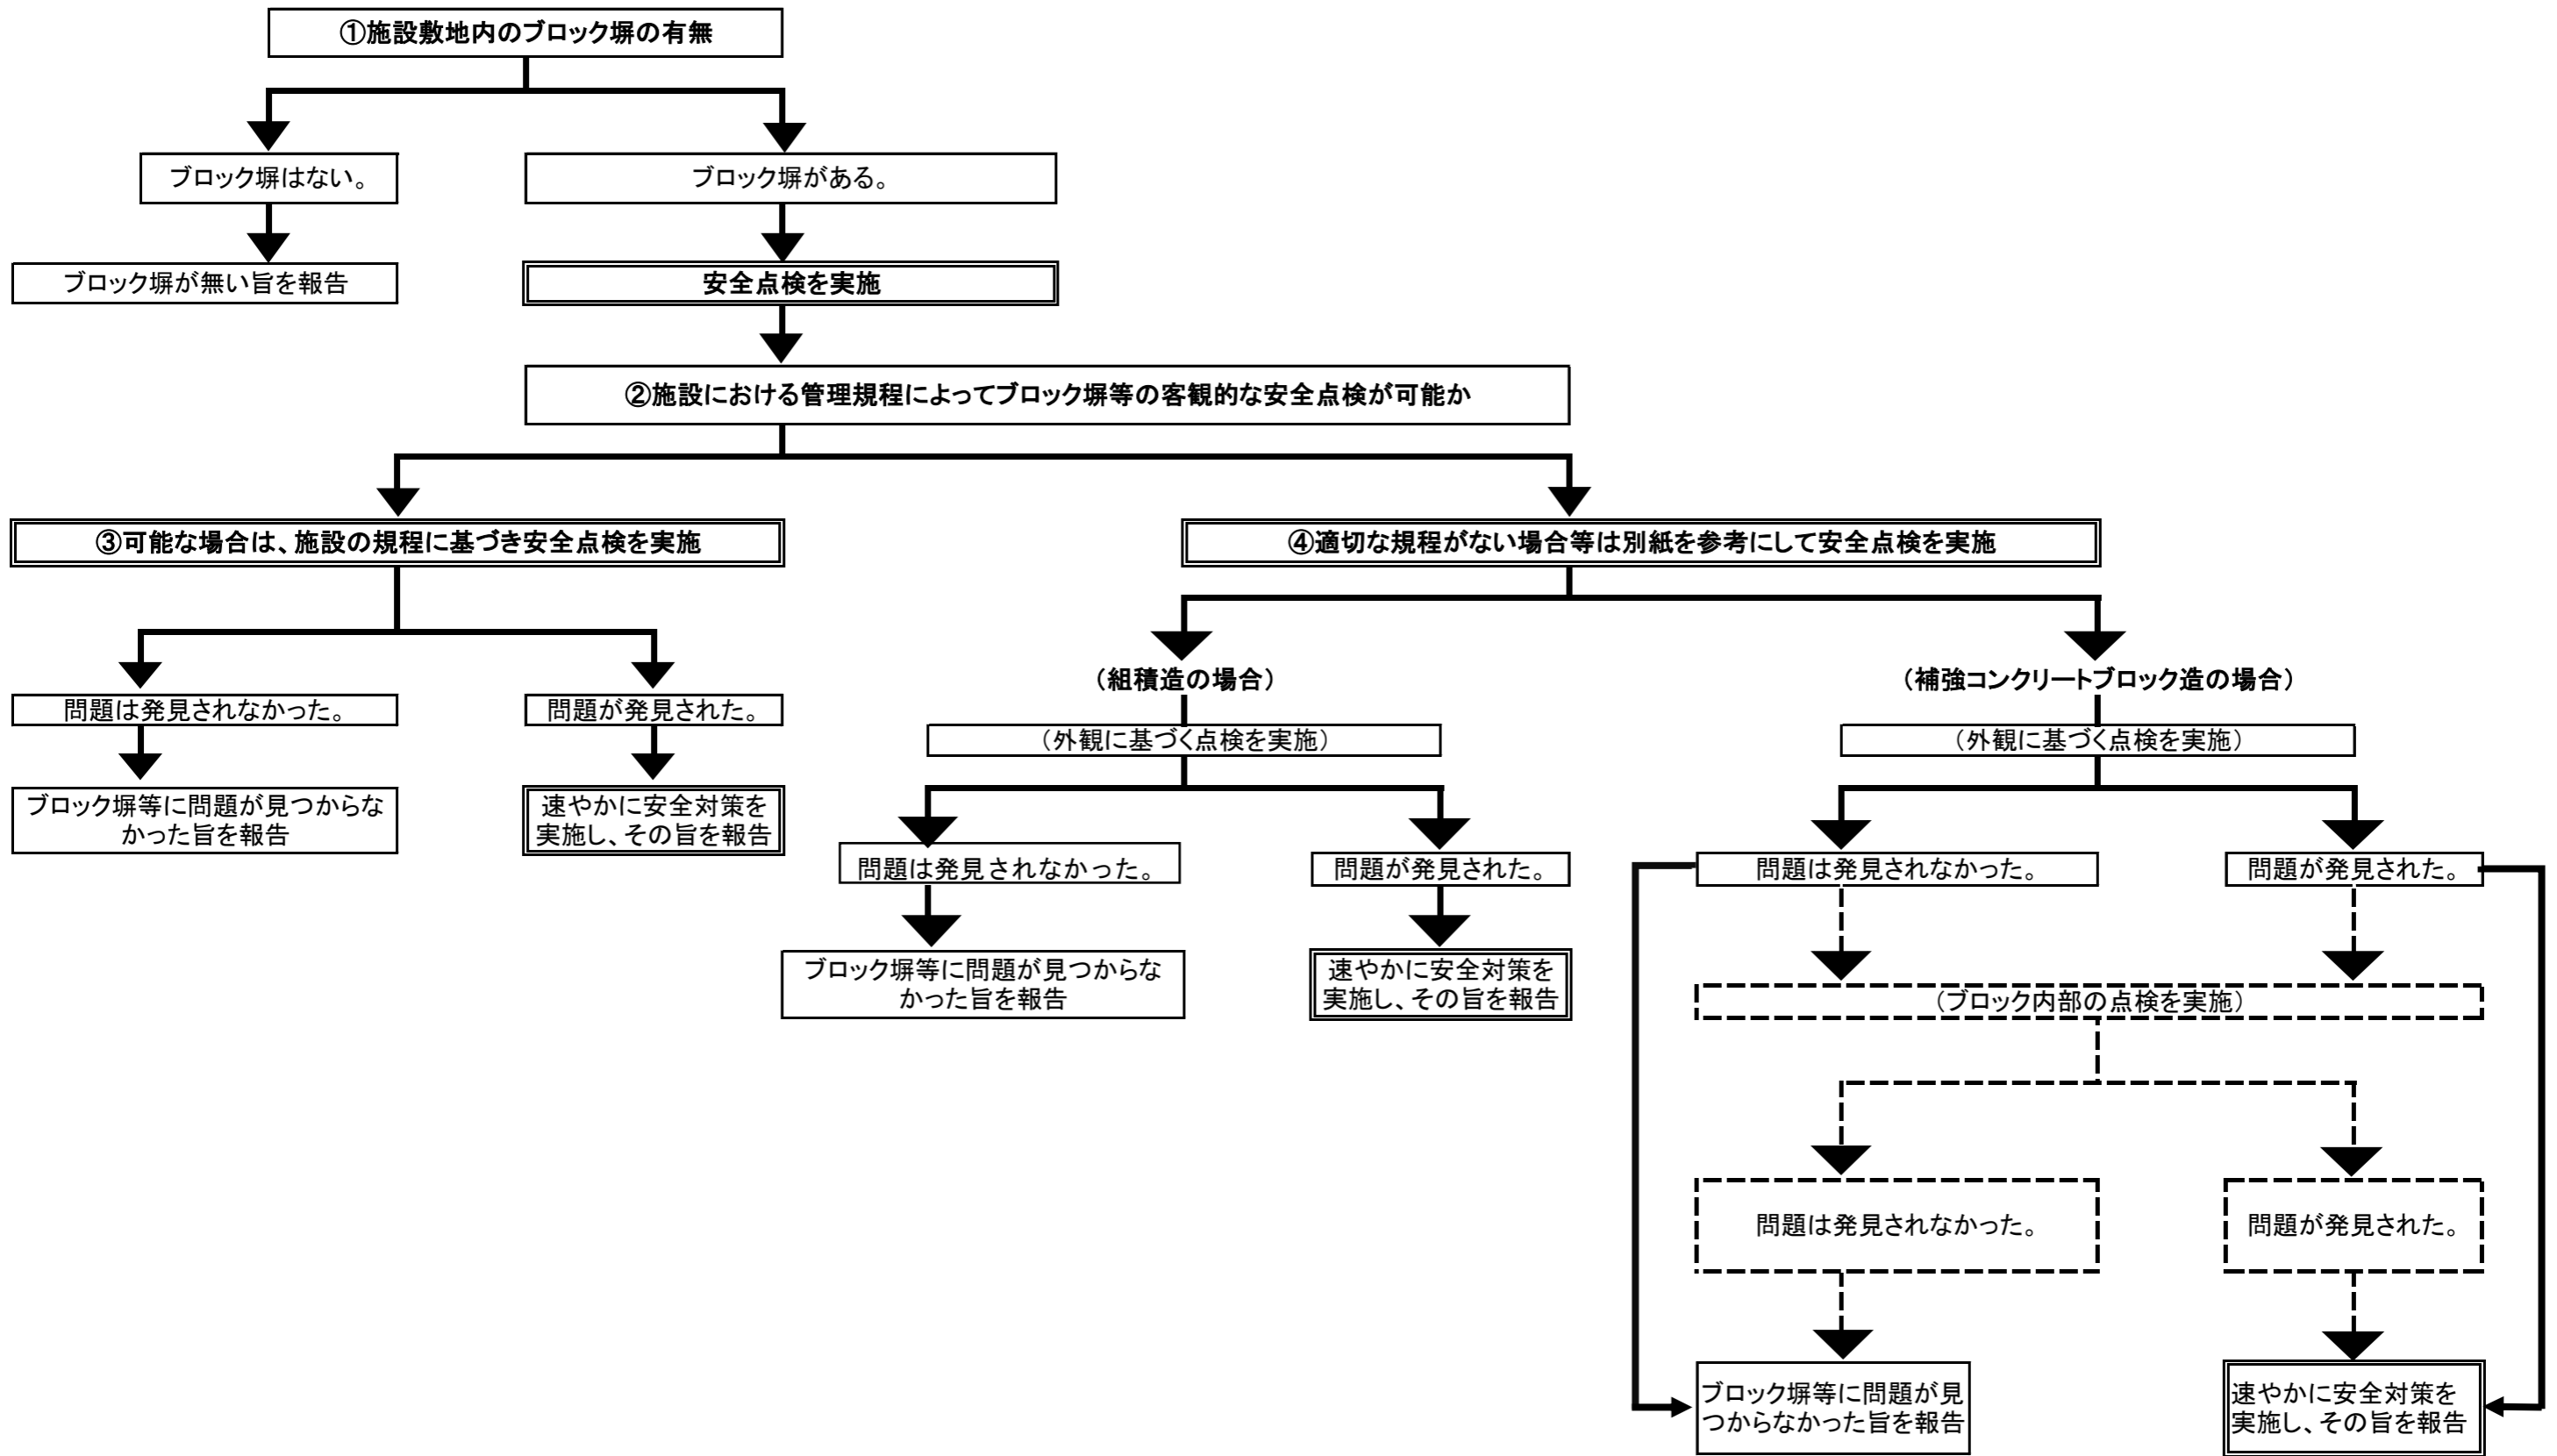 ①施設敷地内のブロック塀の有無
ブロック塀はない。
ブロック塀がある。
ブロック塀が無い旨を報告
安全点検を実施
②施設における管理規程によってブロック塀等の客観的な安全点検が可能か
③可能な場合は、施設の規程に基づき安全点検を実施
④適切な規程がない場合等は別紙を参考にして安全点検を実施
問題は発見されなかった。
問題が発見された。
ブロック塀等に問題が見つからな
かった旨を報告
速やかに安全対策を
実施し、その旨を報告
（組積造の場合）
（外観に基づく点検を実施）
問題は発見されなかった。
問題が発見された。
ブロック塀等に問題が見つからな
かった旨を報告
速やかに安全対策を
実施し、その旨を報告
（補強コンクリートブロック造の場合）
（外観に基づく点検を実施）
問題は発見されなかった。
問題が発見された。
（ブロック内部の点検を実施）
問題は発見されなかった。
問題が発見された。
ブロック塀等に問題が見
つからなかった旨を報告
速やかに安全対策を
実施し、その旨を報告